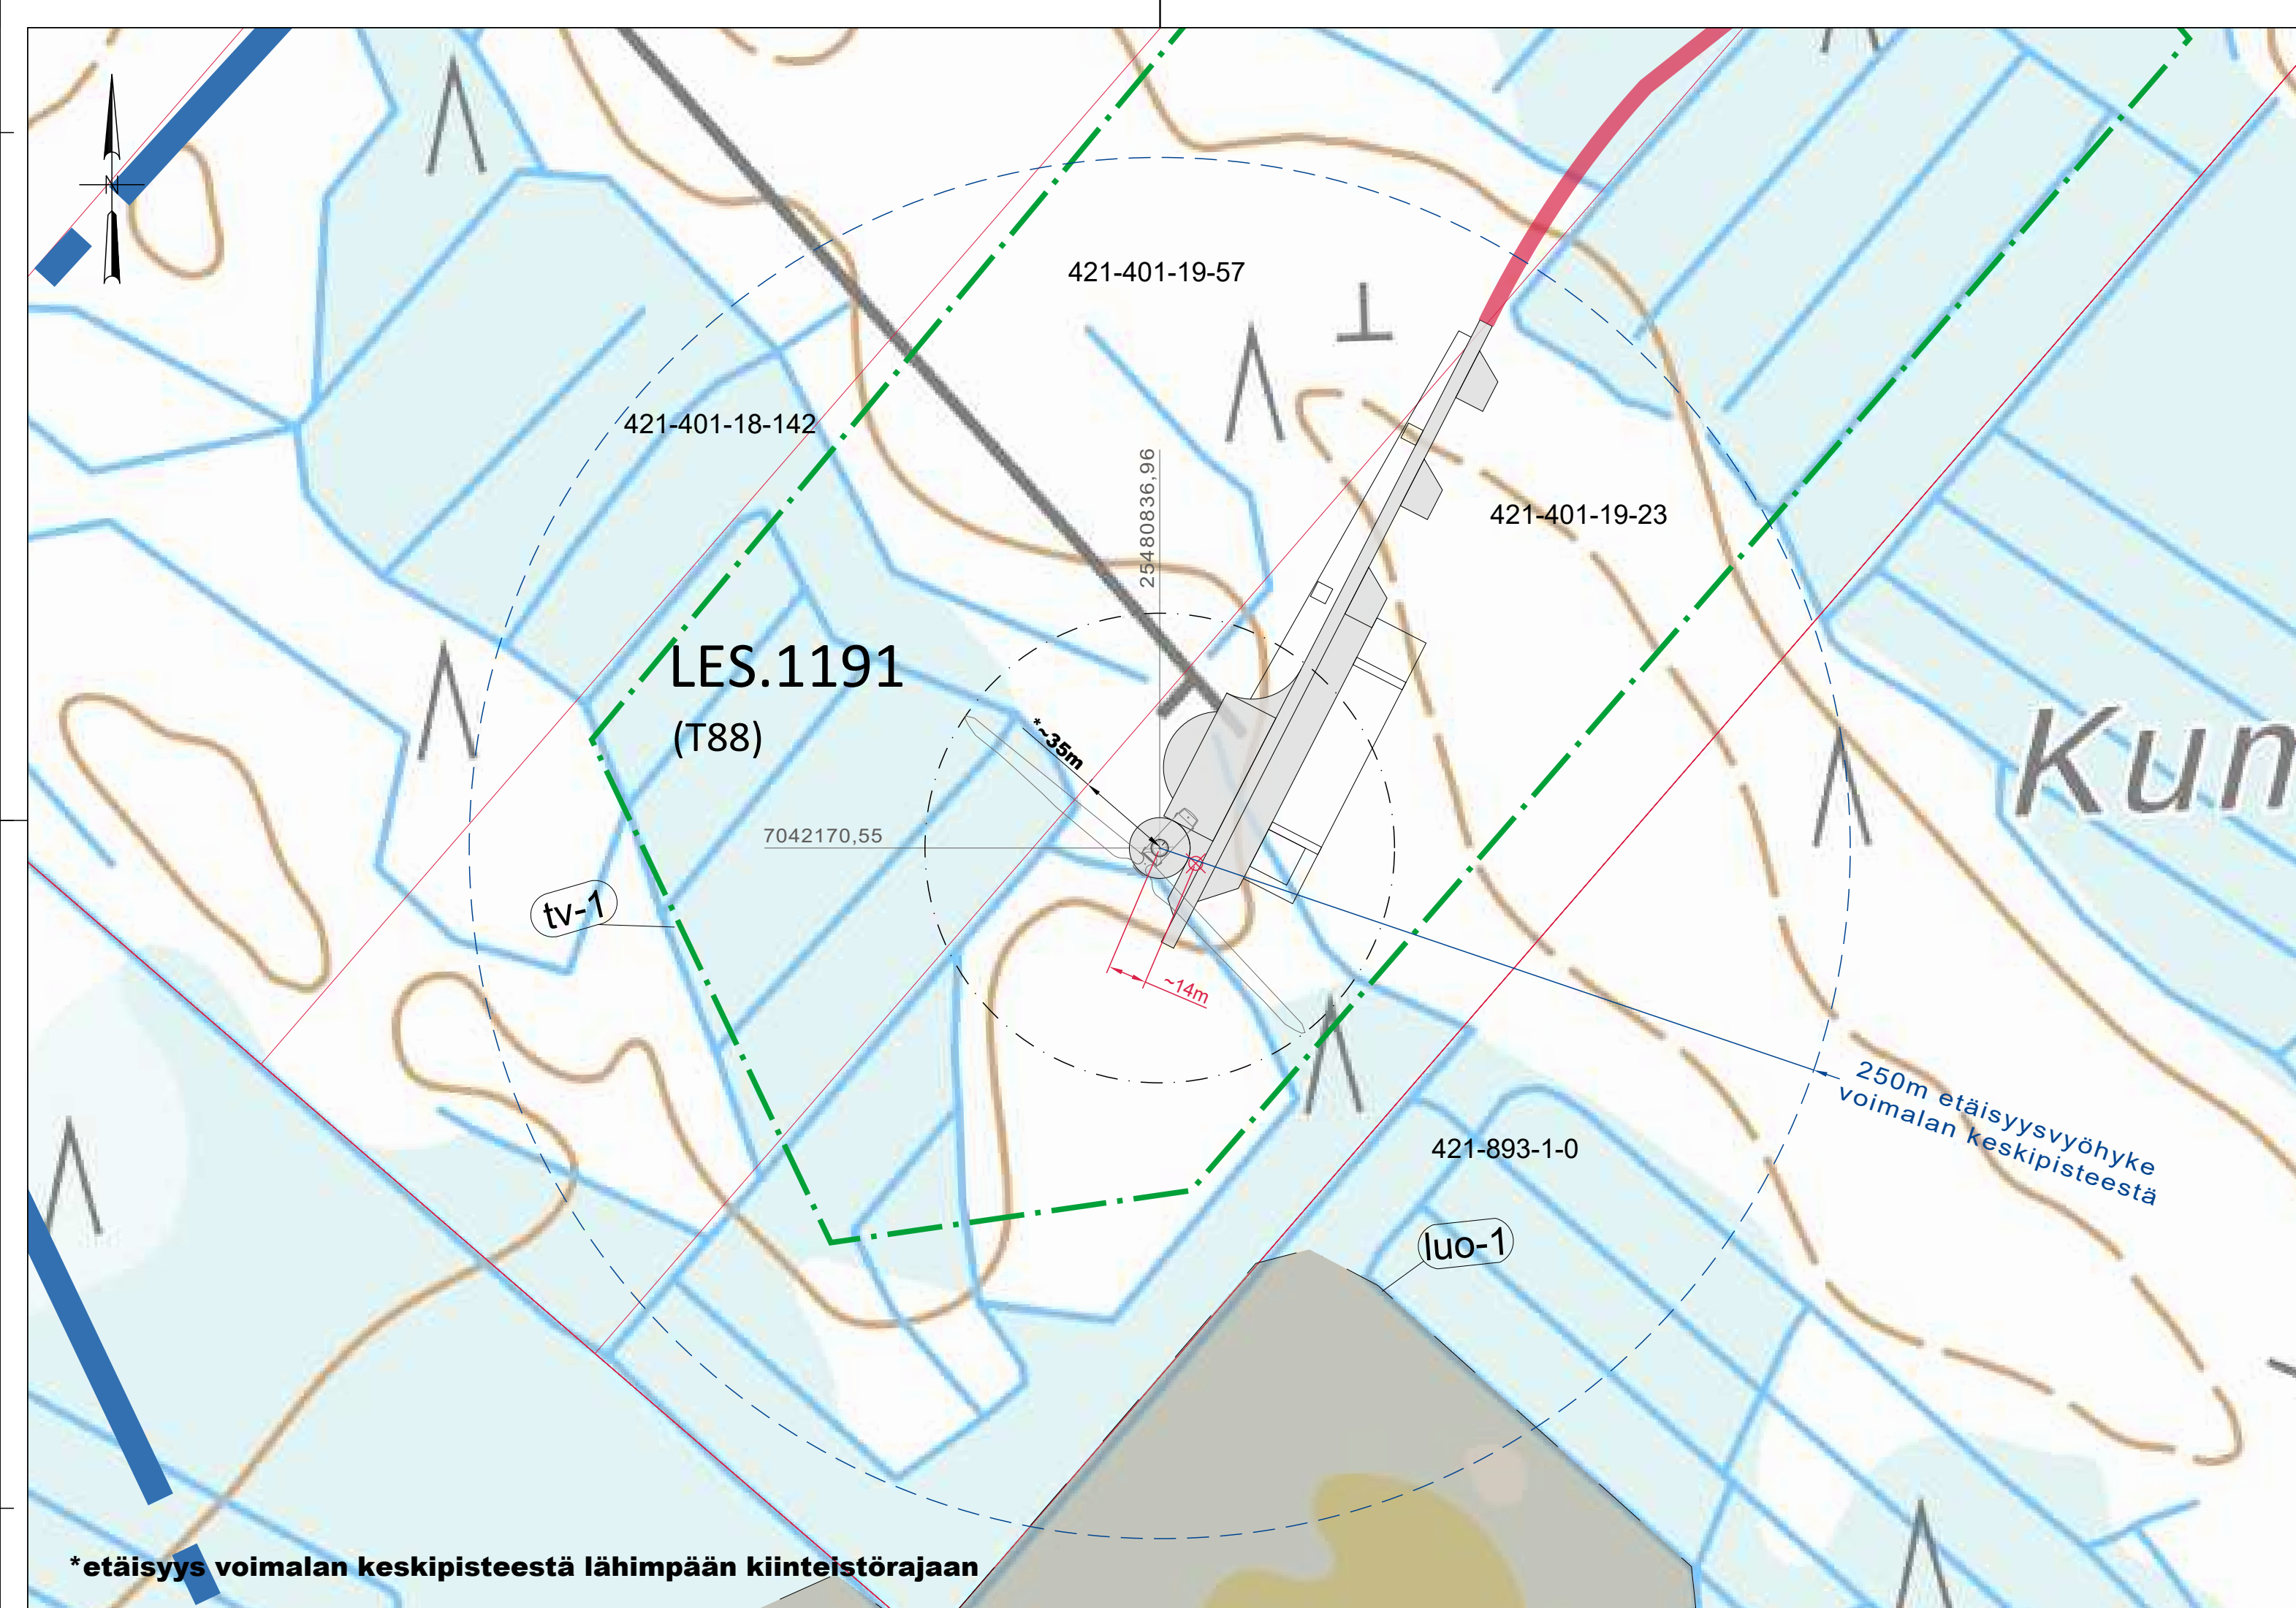 N
421-401-19-57
421-401-18-142
25480836,96
421-401-19-23
LES.1191
(T88)
*~35m
Kun
7042170,55
tv-1
~14m
250m etäisyysvyöhyke
voimalan keskipisteestä
421-893-1-0
luo-1
*etäisyys voimalan keskipisteestä lähimpään kiinteistörajaan